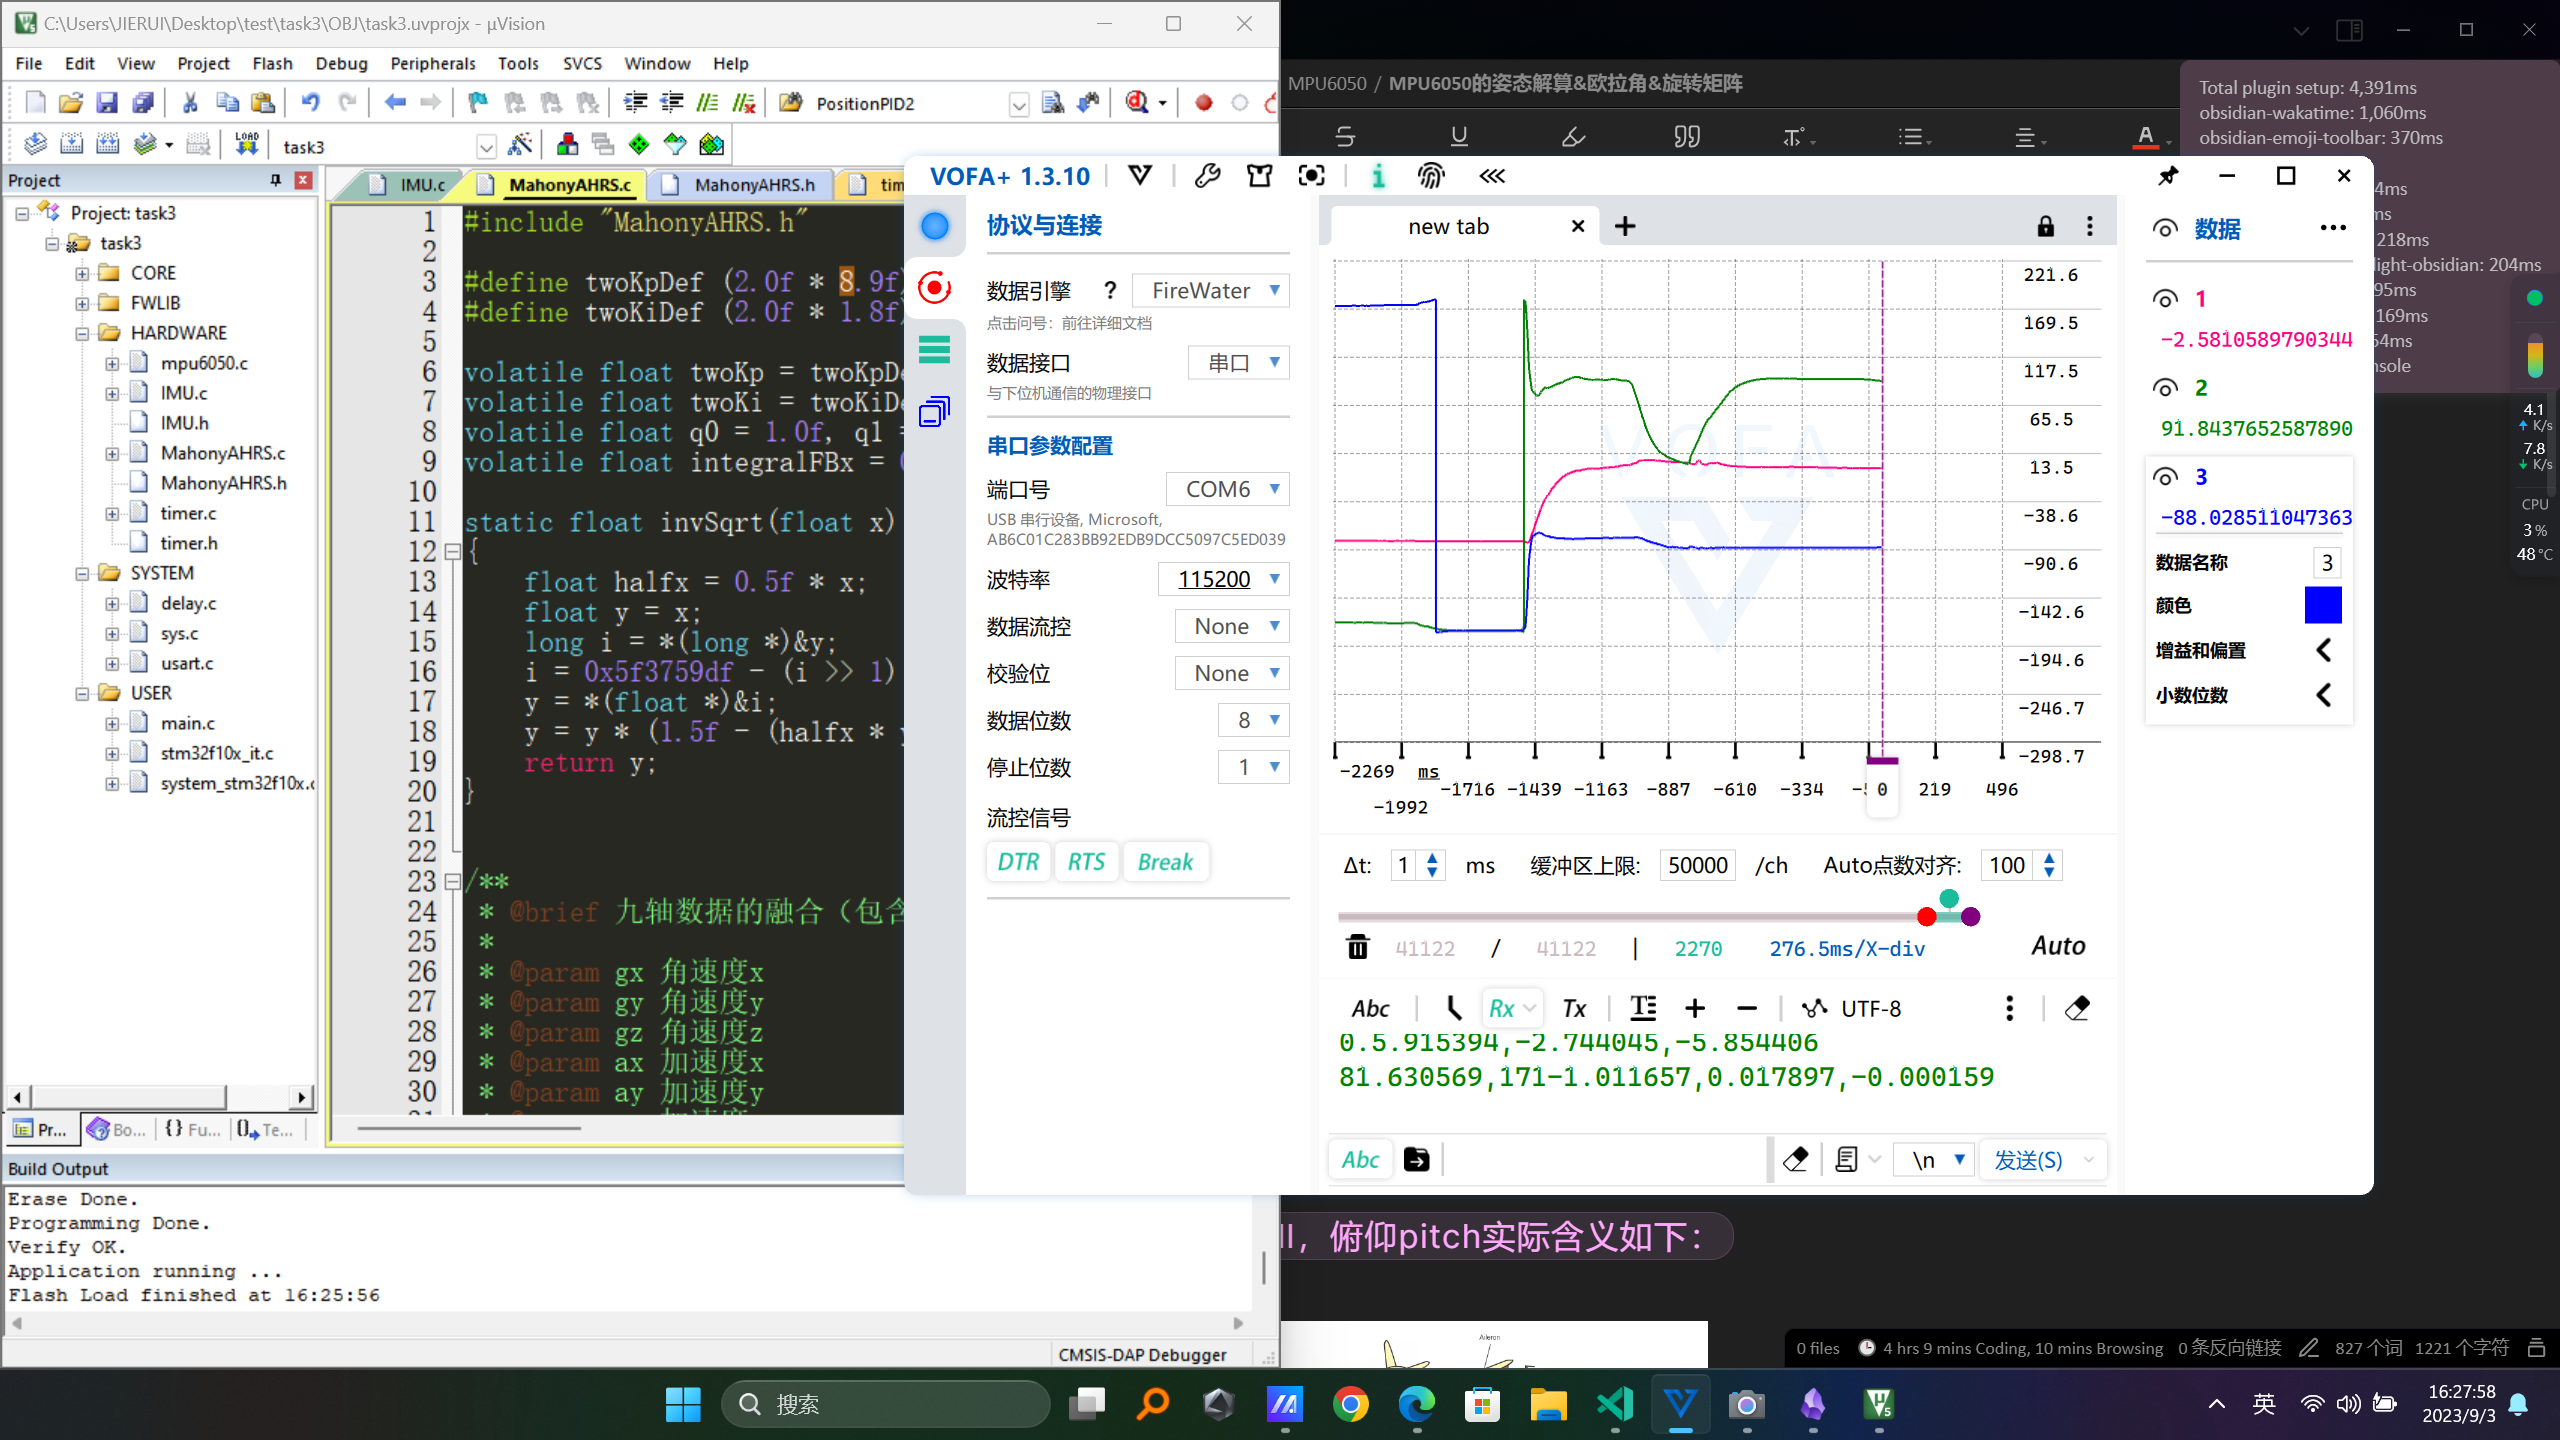 C:\Users\JIERUI\Desktop\test\task3\OBJ\task3.uvprojx - µVision
File Edit View Project Flash Debug Peripherals Tools SVCS Window Help
PositionPID2
LOAD
task3
Project
Project: task3
task3
CORE
FWLIB
HARDWARE
mpu6050.c
IMU.c
IMU.h
MahonyAHRS.c
MahonyAHRS.h
timer.c
timer.h
SYSTEM
delay.c
sys.c
usart.c
USER
main.c
stm32f10x_it.c
system_stm32f10x.c
Pr... Bo... {} Fu... Te...
IMU.c MahonyAHRS.c MahonyAHRS.h tim
1 #include "MahonyAHRS.h"
2
3 #define twoKpDef (2.0f * 8.9f)
4 #define twoKiDef (2.0f * 1.8f)
5
6 volatile float twoKp = twoKpDe
7 volatile float twoKi = twoKiDe
8 volatile float q0 = 1.0f, q1 =
9 volatile float integralFBx = 0
10
11 static float invSqrt(float x)
12 {
13 float halfx = 0.5f * x;
14 float y = x;
15 long i = *(long *)&y;
16 i = 0x5f3759df - (i >> 1)
17 y = *(float *)&i;
18 y = y * (1.5f - (halfx * y
19 return y;
20 }
21
22
23 /**
24 * @brief 九轴数据的融合（包含
25 *
26 * @param gx 角速度x
27 * @param gy 角速度y
28 * @param gz 角速度z
29 * @param ax 加速度x
30 * @param ay 加速度y
Build Output
Erase Done.
Programming Done.
Verify OK.
Application running ...
Flash Load finished at 16:25:56
CMSIS-DAP Debugger
MPU6050 / MPU6050的姿态解算&欧拉角&旋转矩阵
Total plugin setup: 4,391ms
obsidian-wakatime: 1,060ms
obsidian-emoji-toolbar: 370ms
4ms
ms
218ms
light-obsidian: 204ms
95ms
169ms
54ms
nsole
4.1
K/s
7.8
K/s
CPU
3 %
48 °C
VOFA+ 1.3.10
协议与连接
数据引擎 ? FireWater
点击问号：前往详细文档
数据接口 串口
与下位机通信的物理接口
串口参数配置
端口号 COM6
USB 串行设备, Microsoft,
AB6C01C283BB92EDB9DCC5097C5ED039
波特率 115200
数据流控 None
校验位 None
数据位数 8
停止位数 1
流控信号
DTR RTS Break
new tab
VOFA
221.6
169.5
117.5
65.5
13.5
-38.6
-90.6
-142.6
-194.6
-246.7
-298.7
-2269 ms
-1992 -1716 -1439 -1163 -887 -610 -334 0 219 496
Δt: 1 ms 缓冲区上限: 50000 /ch Auto点数对齐: 100
41122 / 41122 | 2270 276.5ms/X-div Auto
Abc Rx Tx UTF-8
0.5.915394,-2.744045,-5.854406
81.630569,171-1.011657,0.017897,-0.000159
Abc \n 发送(S)
数据
1
-2.5810589790344
2
91.8437652587890
3
-88.028511047363
数据名称 3
颜色
增益和偏置
小数位数
ll，俯仰pitch实际含义如下：
Aileron
0 files 4 hrs 9 mins Coding, 10 mins Browsing 0 条反向链接 827 个词 1221 个字符
搜索
英
16:27:58
2023/9/3